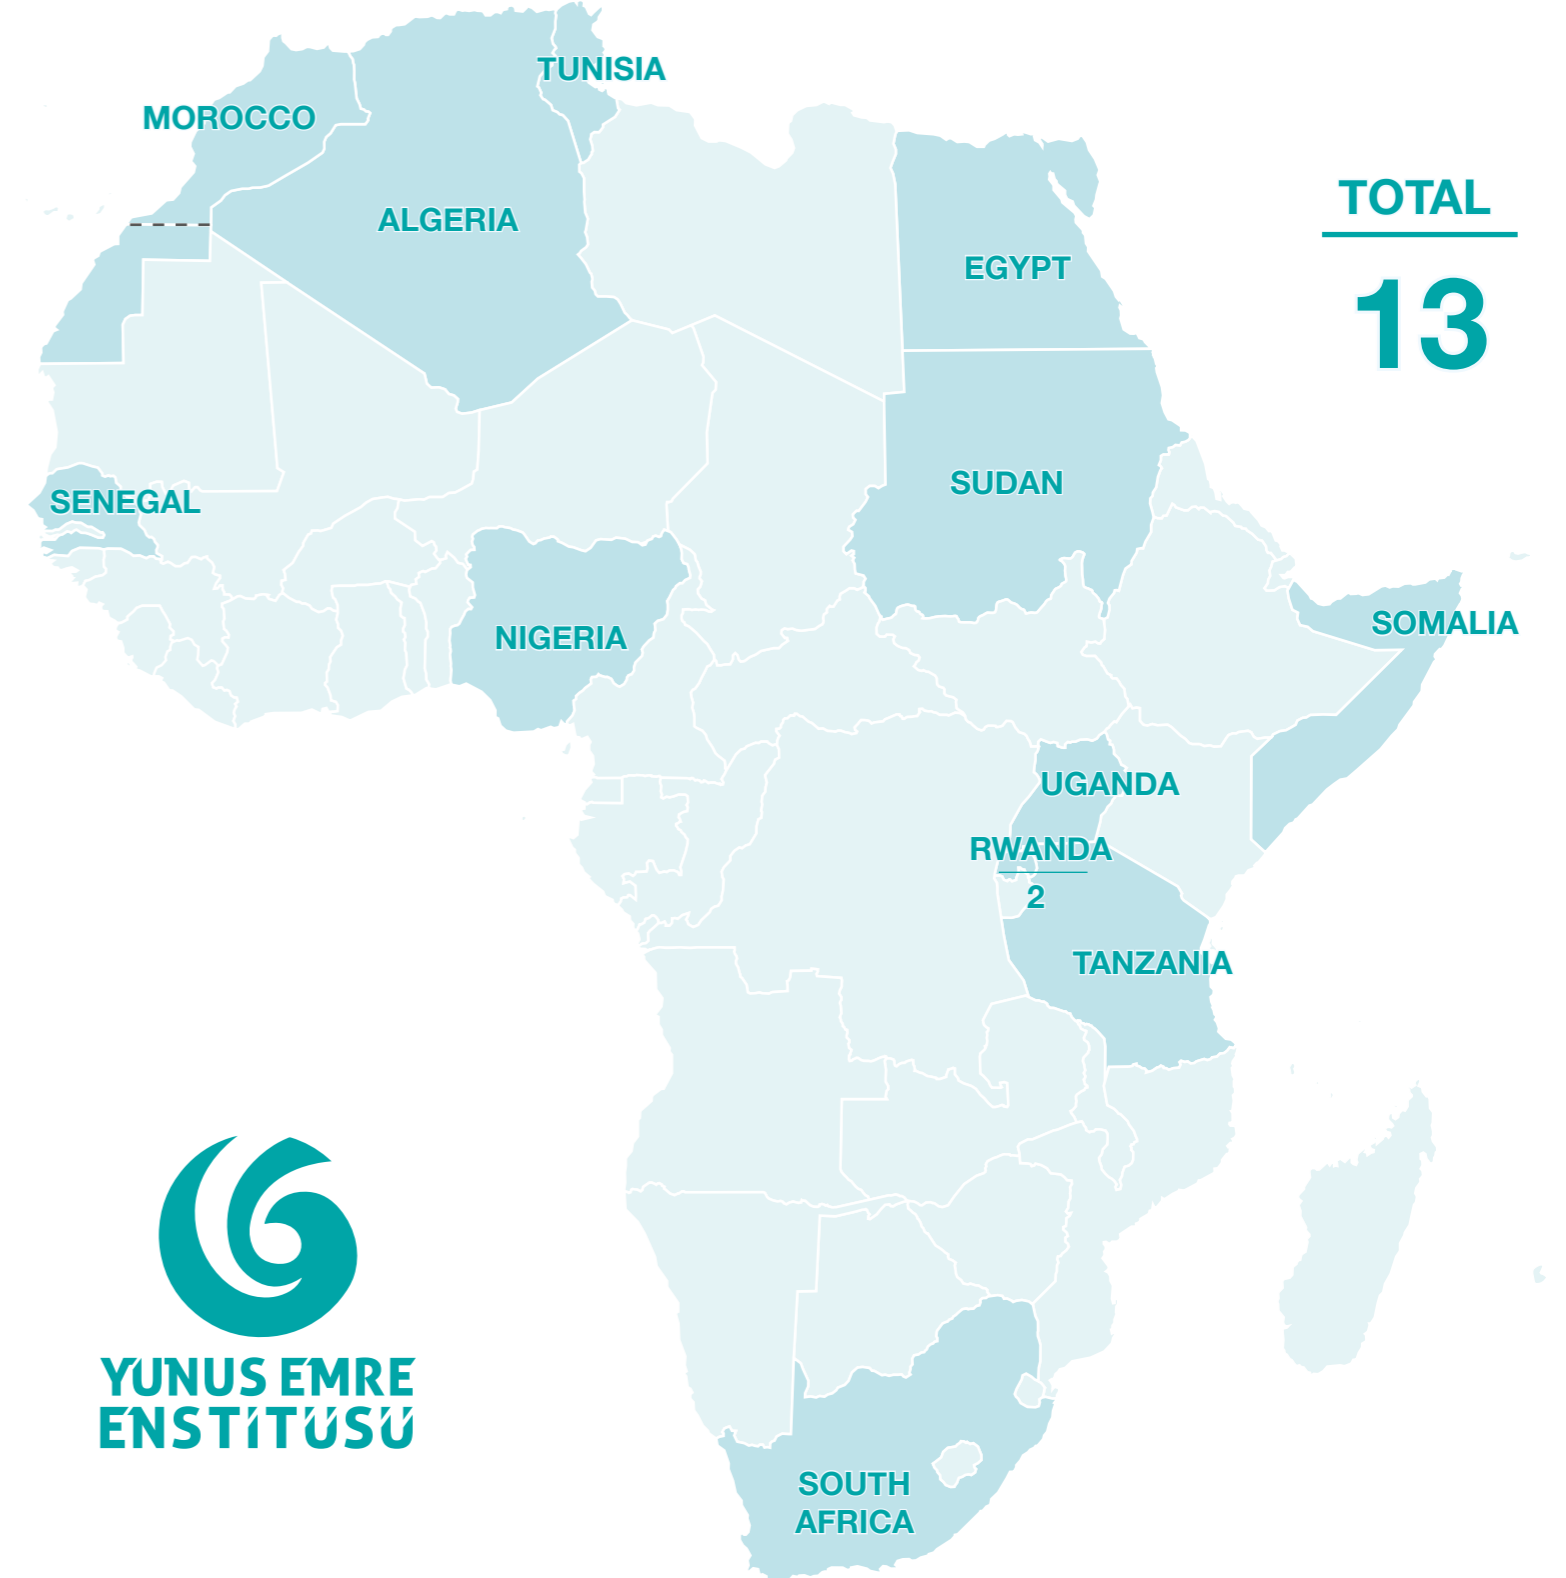 TUNISIA
MOROCCO
ALGERIA
TOTAL
13
EGYPT
SUDAN
SENEGAL
SOMALIA
NIGERIA
UGANDA
RWANDA
2
TANZANIA
YUNUS EMRE
ENSTİTÜSÜ
SOUTH
AFRICA